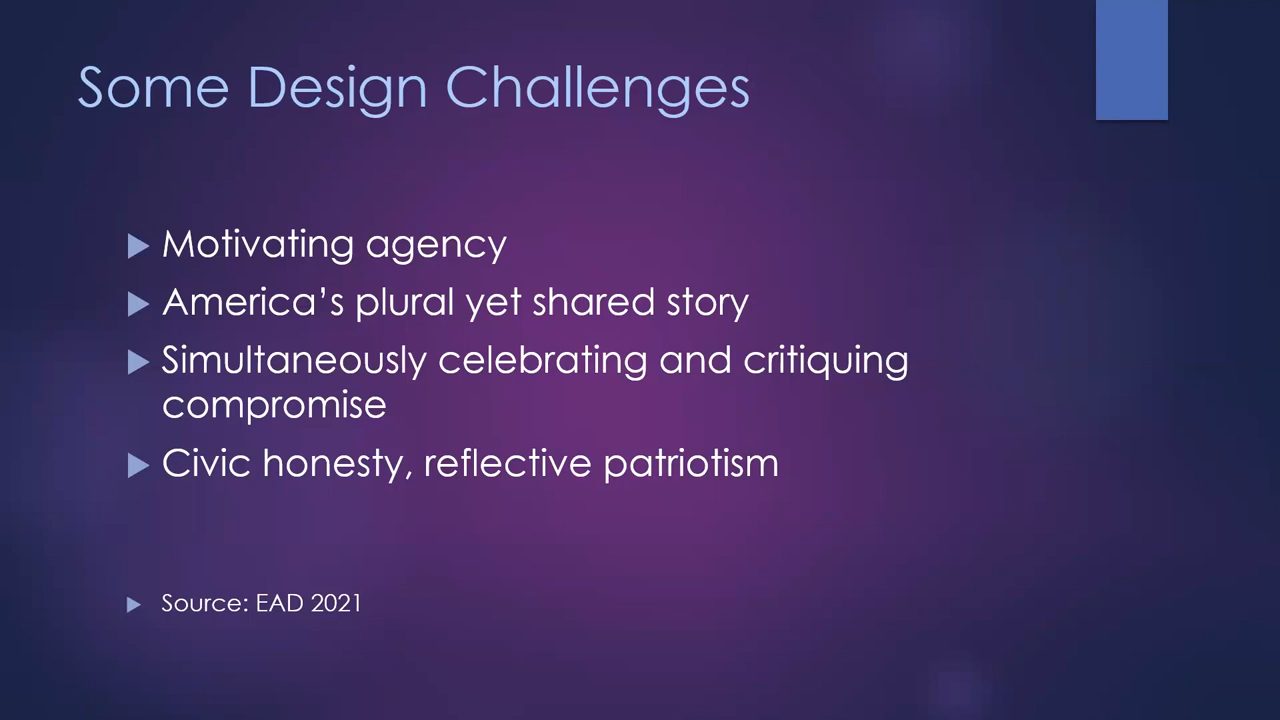 Some Design Challenges
Motivating agency
America’s plural yet shared story
Simultaneously celebrating and critiquing
compromise
Civic honesty, reflective patriotism
Source: EAD 2021